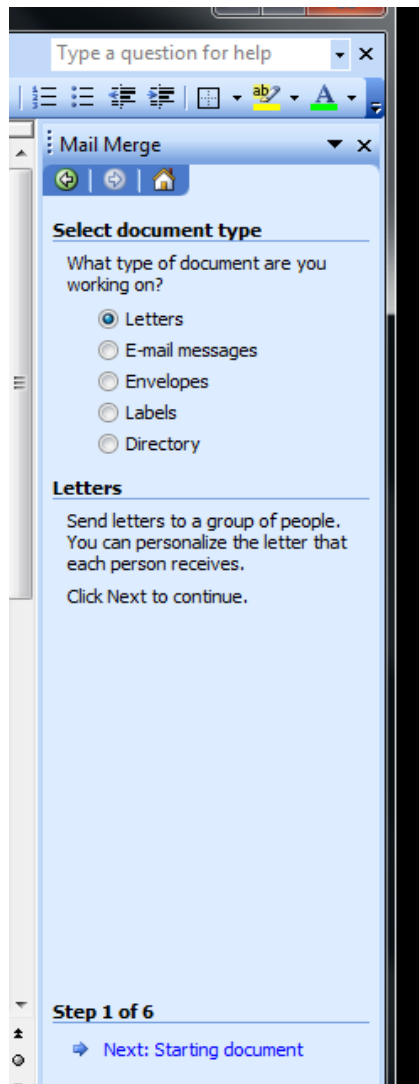 Type a question for help
Mail Merge
Select document type
What type of document are you
working on?
Letters
E-mail messages
Envelopes
Labels
Directory
Letters
Send letters to a group of people.
You can personalize the letter that
each person receives.
Click Next to continue.
Step 1 of 6
Next: Starting document